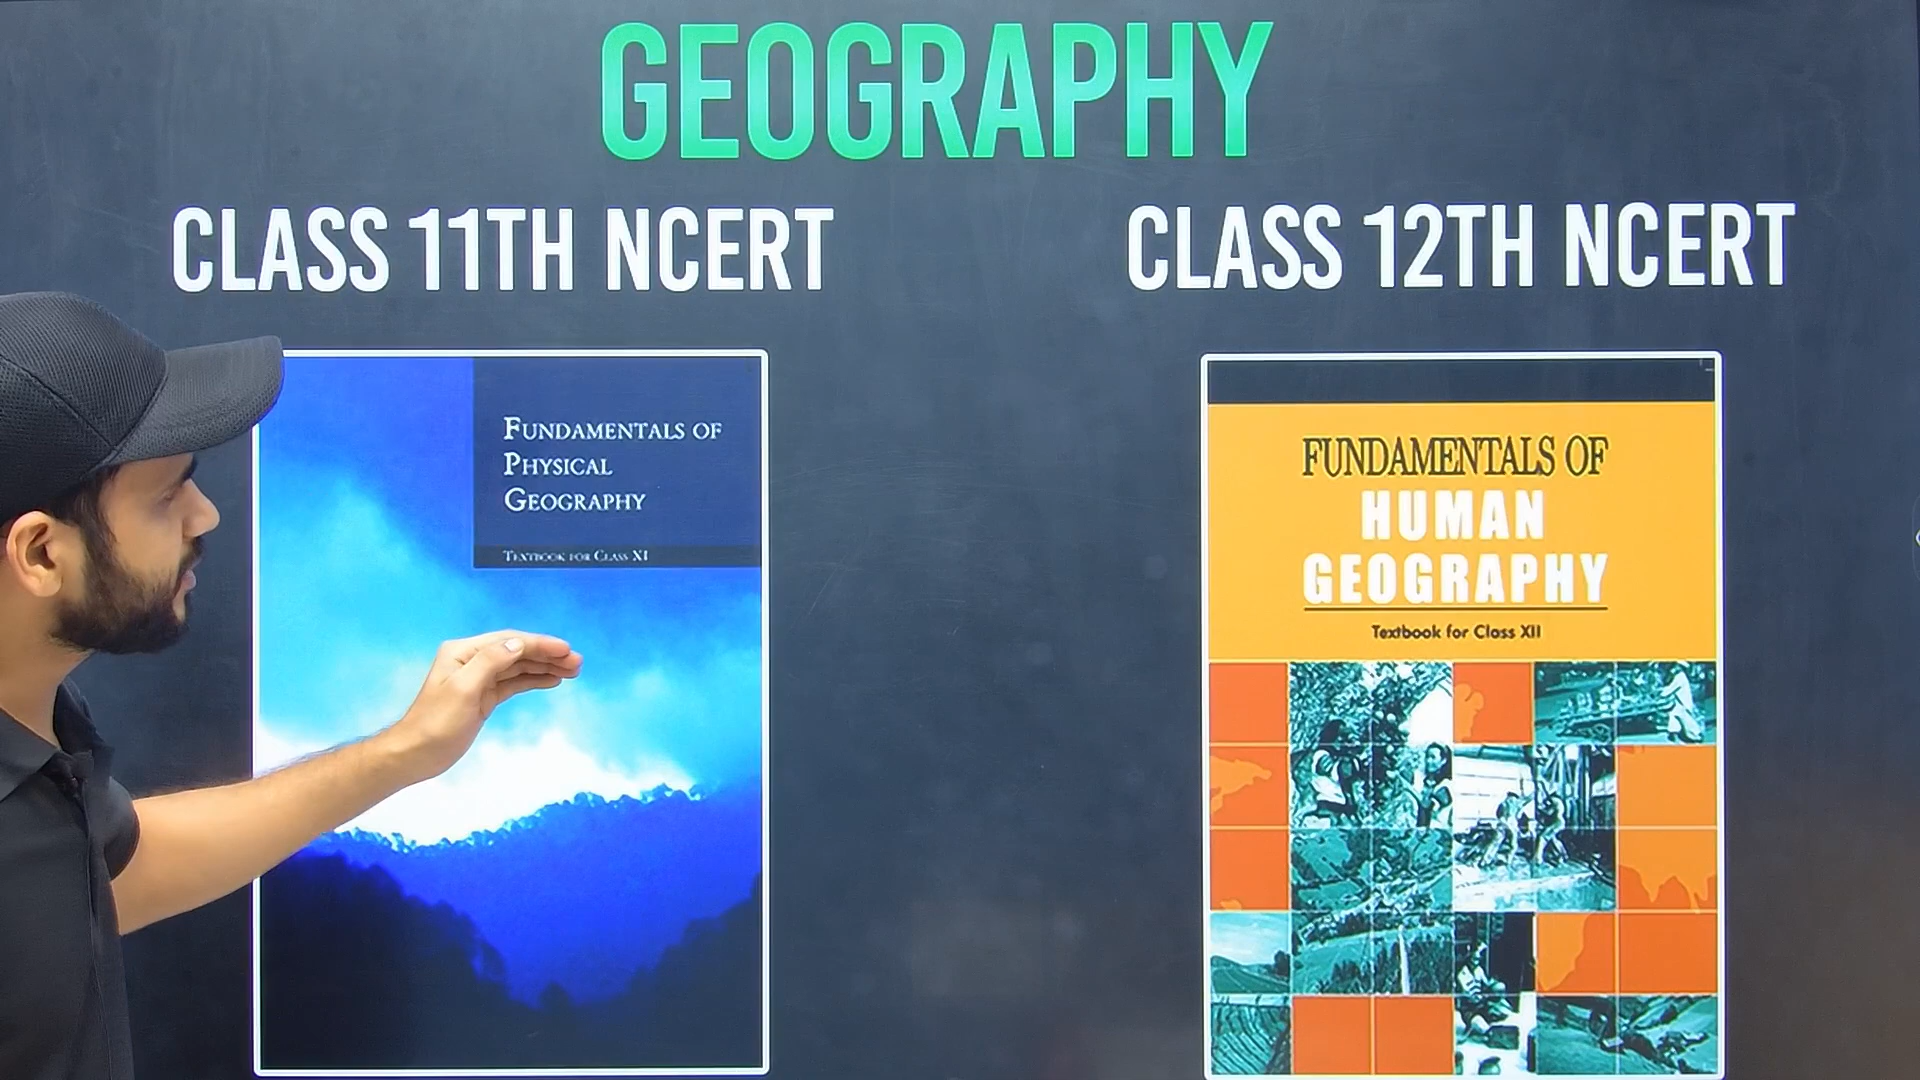 GEOGRAPHY
CLASS 11TH NCERT
FUNDAMENTALS OF
PHYSICAL
GEOGRAPHY
TEXTBOOK FOR CLASS XI
CLASS 12TH NCERT
FUNDAMENTALS OF
HUMAN
GEOGRAPHY
Textbook for Class XII